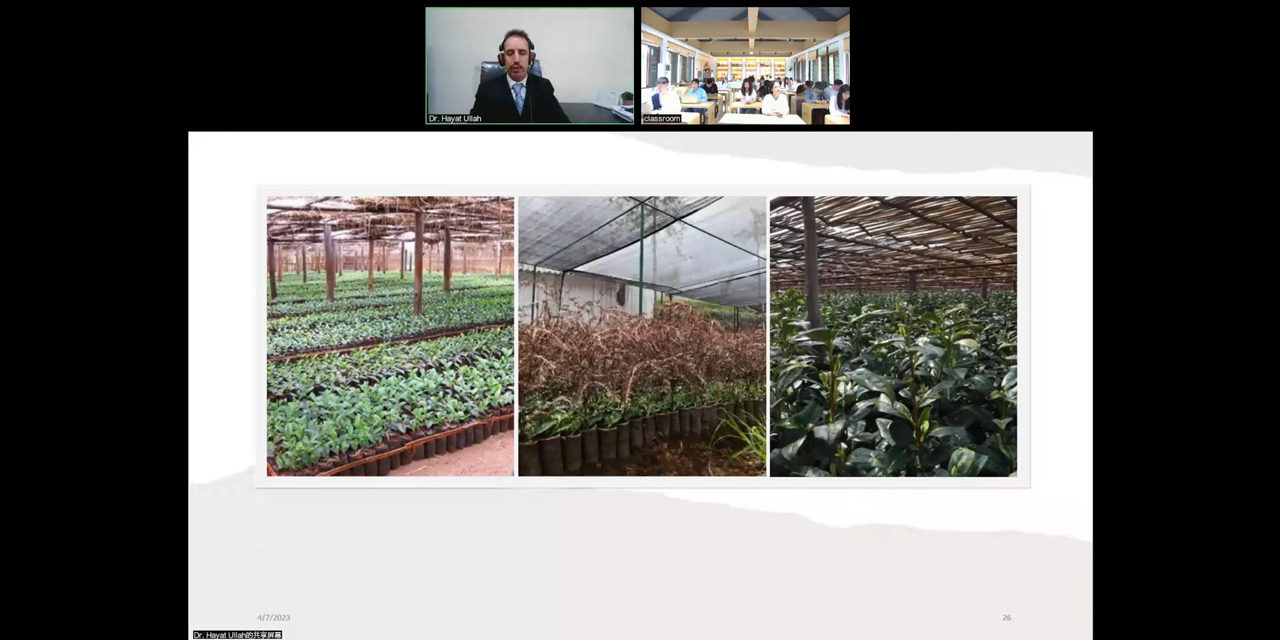 Dr. Hayat Ullah
classroom
4/7/2023
26
Dr. Hayat Ullah的共享屏幕